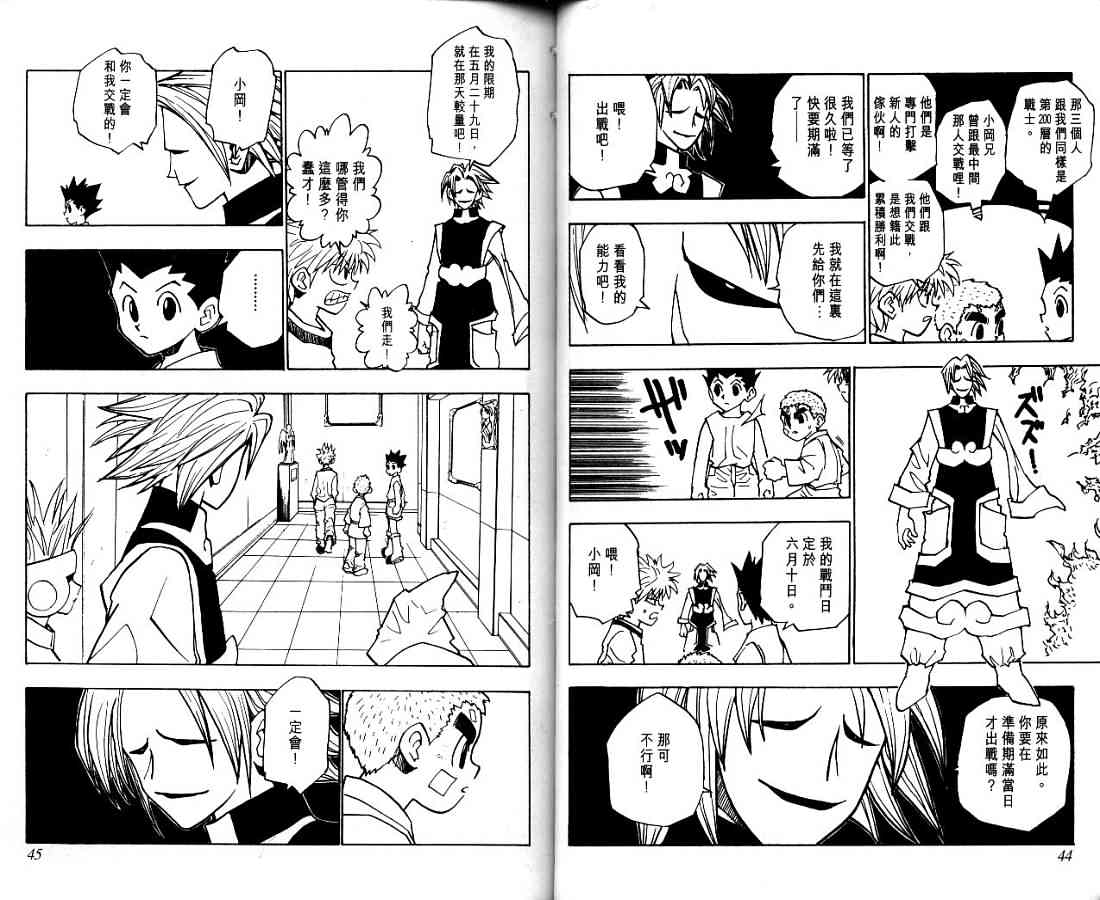 那三個人
跟我們同樣是
第200層的
戰士。
小岡兄
曾跟最中間
那人交戰哩！
他們是
專門打擊
新人的
傢伙啊！
他們跟
我們交戰，
是想藉此
累積勝利啊！
我們已等了
很久啦！
快要期滿
了——
喂！
出戰吧！
我就在這裏
先給你們…
看看我的
能力吧！
ズズー！
ギュッ
我的戰鬥日
定於
六月十日。
喂！
小岡！
原來如此。
你要在
準備期滿當日
才出戰嗎？
那可
不行啊！
44
我的限期
在五月二十九日，
就在那天較量吧！
我們
哪管得你
這麼多？
蠢才！
我們走！
小岡！
你一定會
和我交戰的！
………
一定會！
45